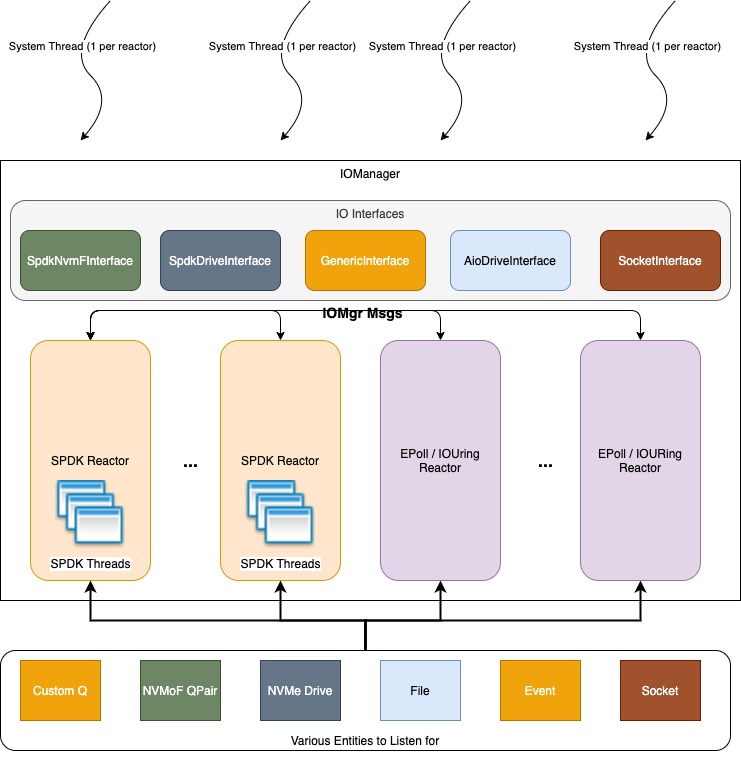 System Thread (1 per reactor)
System Thread (1 per reactor)
System Thread (1 per reactor)
System Thread (1 per reactor)
IOManager
IO Interfaces
SpdkNvmFInterface
SpdkDriveInterface
GenericInterface
AioDriveInterface
SocketInterface
IOMgr Msgs
SPDK Reactor
SPDK Threads
...
SPDK Reactor
SPDK Threads
EPoll / IOUring
Reactor
...
EPoll / IOURing
Reactor
Custom Q
NVMoF QPair
NVMe Drive
File
Event
Socket
Various Entities to Listen for